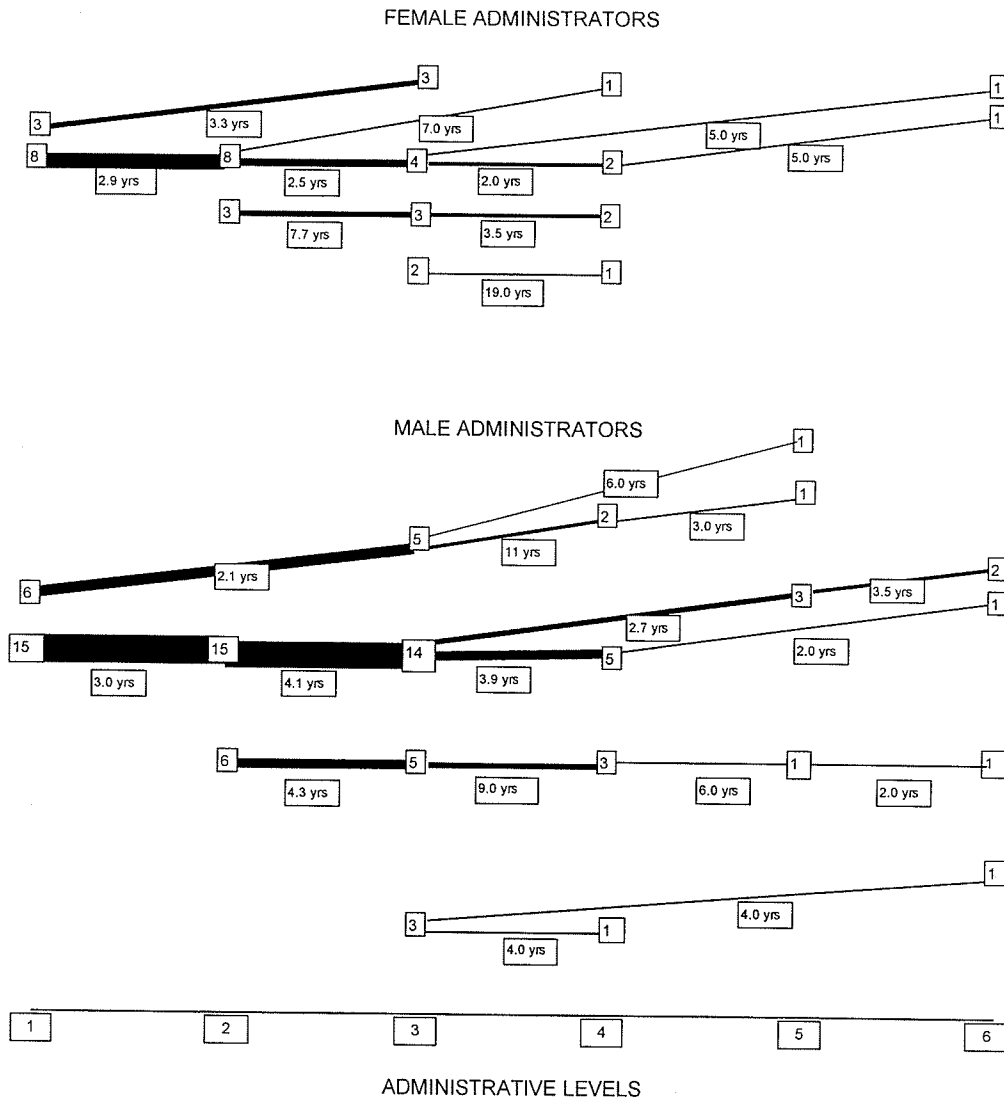 FEMALE ADMINISTRATORS
3
3
3.3 yrs
1
7.0 yrs
1
5.0 yrs
1
8
8
4
2
5.0 yrs
2.9 yrs
2.5 yrs
2.0 yrs
3
3
2
7.7 yrs
3.5 yrs
2
1
19.0 yrs
MALE ADMINISTRATORS
1
6.0 yrs
1
5
2
3.0 yrs
11 yrs
6
2.1 yrs
2
3
3.5 yrs
1
2.7 yrs
15
15
14
5
2.0 yrs
3.0 yrs
4.1 yrs
3.9 yrs
6
5
3
1
1
4.3 yrs
9.0 yrs
6.0 yrs
2.0 yrs
1
4.0 yrs
3
1
4.0 yrs
1
2
3
4
5
6
ADMINISTRATIVE LEVELS